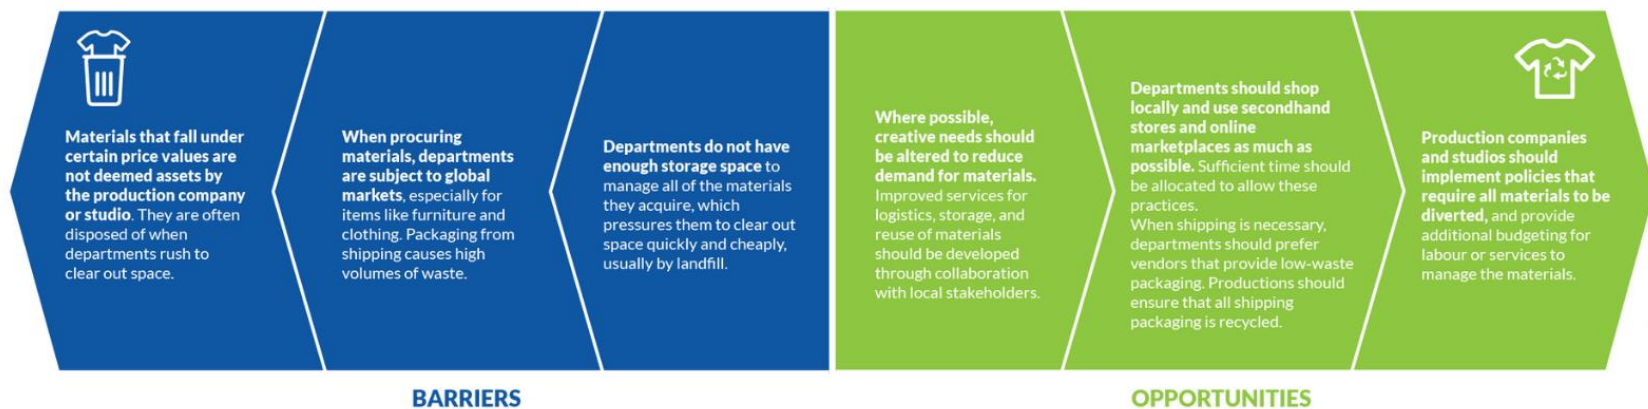 Materials that fall under
certain price values are
not deemed assets by
the production company
or studio. They are often
disposed of when
departments rush to
clear out space.
When procuring
materials, departments
are subject to global
markets, especially for
items like furniture and
clothing. Packaging from
shipping causes high
volumes of waste.
Departments do not have
enough storage space to
manage all of the materials
they acquire, which
pressures them to clear out
space quickly and cheaply,
usually by landfill.
Where possible,
creative needs should
be altered to reduce
demand for materials.
Improved services for
logistics, storage, and
reuse of materials
should be developed
through collaboration
with local stakeholders.
Departments should shop
locally and use secondhand
stores and online
marketplaces as much as
possible. Sufficient time should
be allocated to allow these
practices.
When shipping is necessary,
departments should prefer
vendors that provide low-waste
packaging. Productions should
ensure that all shipping
packaging is recycled.
Production companies
and studios should
implement policies that
require all materials to be
diverted, and provide
additional budgeting for
labour or services to
manage the materials.
BARRIERS
OPPORTUNITIES